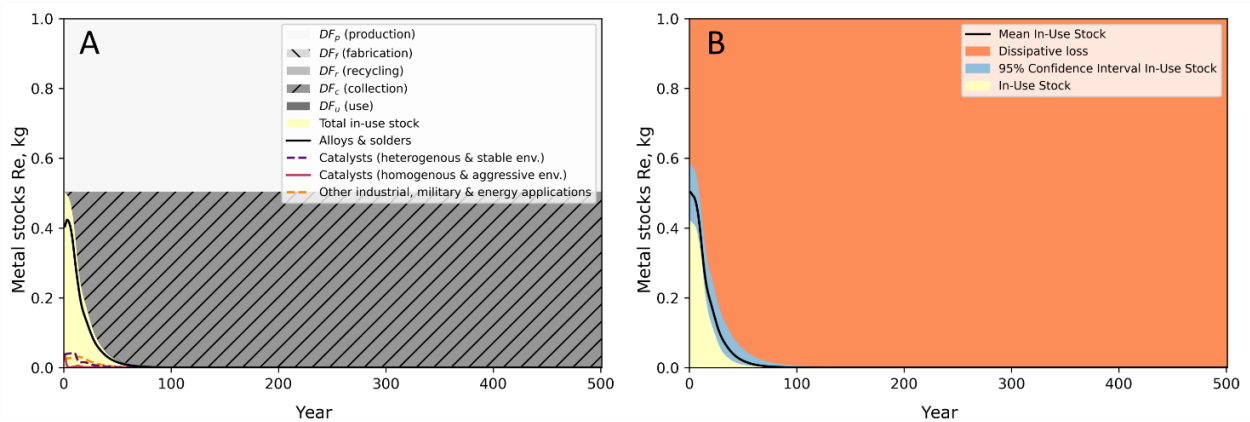 A
1.0
0.8
0.6
0.4
0.2
0.0
Metal stocks Re, kg
0
100
200
300
400
500
Year
DFp (production)
DFf (fabrication)
DFr (recycling)
DFc (collection)
DFu (use)
Total in-use stock
Alloys & solders
Catalysts (heterogenous & stable env.)
Catalysts (homogenous & aggressive env.)
Other industrial, military & energy applications
B
1.0
0.8
0.6
0.4
0.2
0.0
Metal stocks Re, kg
0
100
200
300
400
500
Year
Mean In-Use Stock
Dissipative loss
95% Confidence Interval In-Use Stock
In-Use Stock